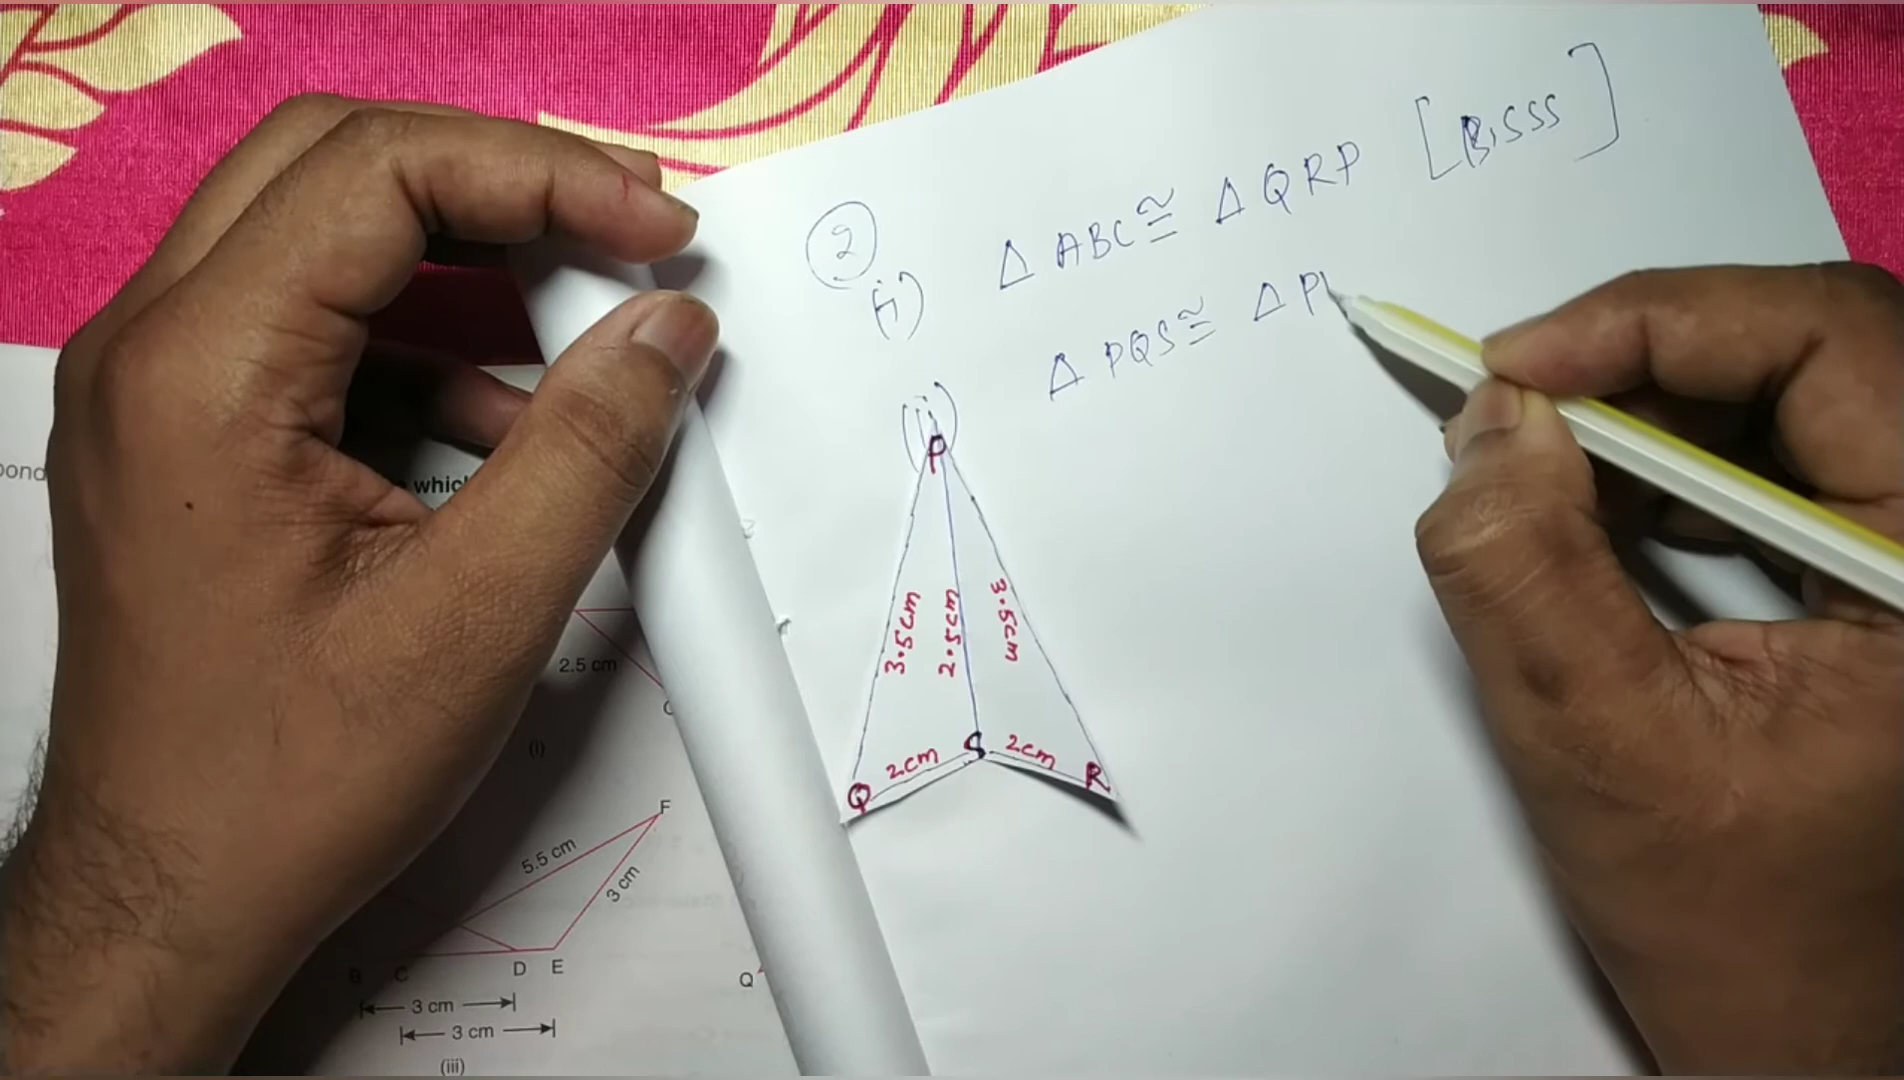 2
△ ABC ≅ △ QRP [By SSS]
(i)
△ PQS ≅ △ P
(ii)
P
3.5cm
2.5cm
3.5cm
2cm
S
2cm
Q
R
which
2.5 cm
(i)
F
5.5 cm
3 cm
B C D E
3 cm
3 cm
(iii)
Q